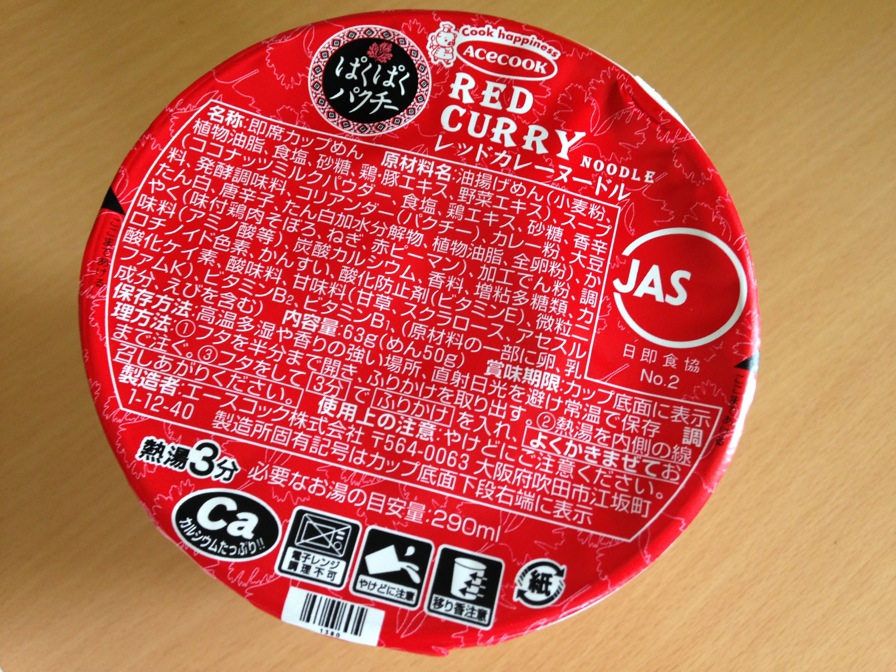 Cook happiness
ACECOOK
ぱくぱく
パクチー
RED
CURRY
NOODLE
レッドカレーヌードル
名称:即席カップめん 原材料名:油揚げめん(小麦粉、
植物油脂、食塩、砂糖、鶏・豚エキス、野菜エキス)、スープ
(ココナッツミルクパウダー、食塩、鶏エキス、砂糖、香辛
料、発酵調味料、コリアンダー(パクチー)、カレー粉、大豆
たん白、唐辛子、たん白加水分解物、植物油脂、全卵粉)、か
やく(味付鶏肉そぼろ、ねぎ、赤ピーマン)、加工でん粉、調
味料(アミノ酸等)、炭酸カルシウム、香料、増粘多糖類、カ
ロチノイド色素、かんすい、酸化防止剤(ビタミンE)、微粒二
酸化ケイ素、酸味料、甘味料(甘草、スクラロース、アセスル
ファムK)、ビタミンB₂、ビタミンB₁、(原材料の一部に卵、乳
成分、えびを含む) 内容量:63g(めん50g) 賞味期限:カップ底面に表示
保存方法:高温多湿や香りの強い場所、直射日光を避け常温で保存 調
理方法:①フタを半分まで開き、ふりかけを取り出す。②熱湯を内側の線
まで注ぐ。③フタをして3分でふりかけを入れ、よくかきまぜてお
召しあがりください。 使用上の注意:やけどにご注意ください。
製造者:エースコック株式会社 〒564-0063 大阪府吹田市江坂町
1-12-40 製造所固有記号はカップ底面下段右端に表示
JAS
日即食協
No.2
ここまであける
ここまであける
熱湯3分 必要なお湯の目安量:290ml
Ca
カルシウムたっぷり!!
電子レンジ
調理不可
やけどに注意
移り香注意
紙
1380